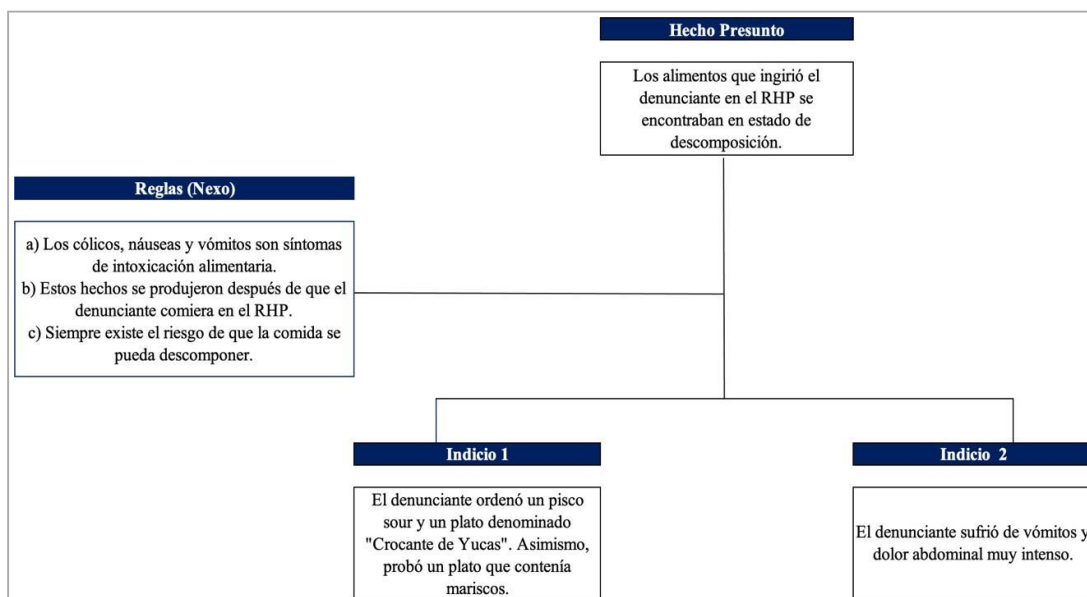 Hecho Presunto
Los alimentos que ingirió el
denunciante en el RHP se
encontraban en estado de
descomposición.
Reglas (Nexo)
a) Los cólicos, náuseas y vómitos son síntomas
de intoxicación alimentaria.
b) Estos hechos se produjeron después de que el
denunciante comiera en el RHP.
c) Siempre existe el riesgo de que la comida se
pueda descomponer.
Indicio 1
El denunciante ordenó un pisco
sour y un plato denominado
"Crocante de Yucas". Asimismo,
probó un plato que contenía
mariscos.
Indicio 2
El denunciante sufrió de vómitos y
dolor abdominal muy intenso.